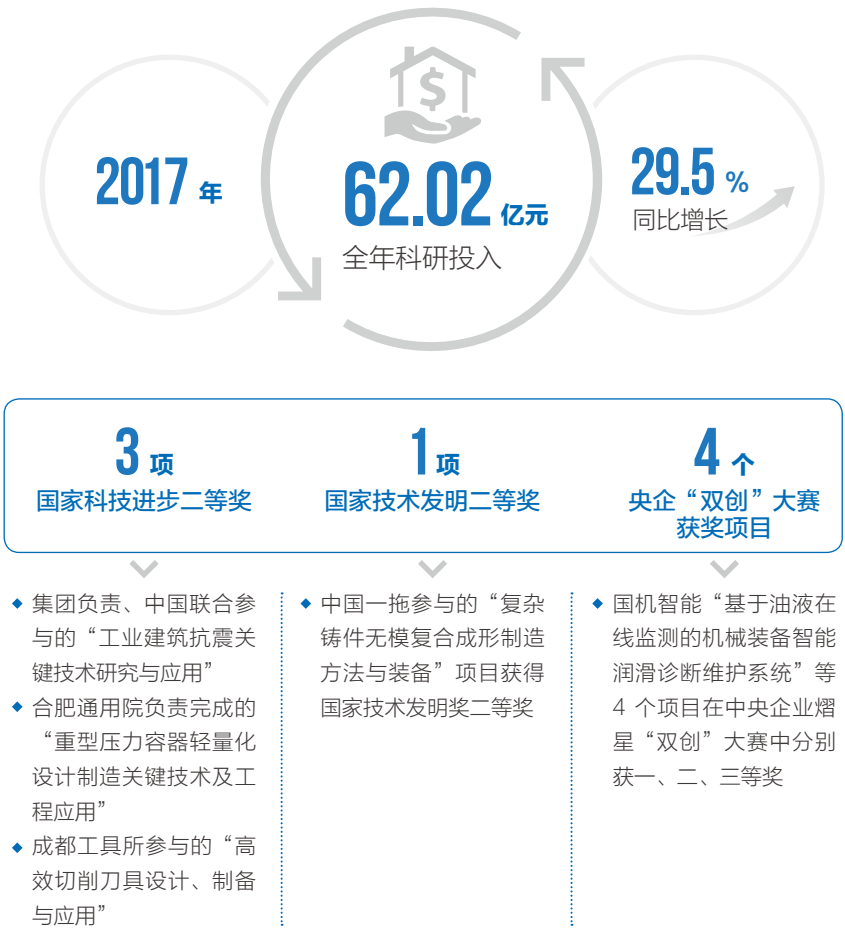 2017 年
62.02 亿元
全年科研投入
29.5 %
同比增长
3 项
国家科技进步二等奖
1 项
国家技术发明二等奖
4 个
央企“双创”大赛
获奖项目
集团负责、中国联合参
与的“工业建筑抗震关
键技术研究与应用”
合肥通用院负责完成的
“重型压力容器轻量化
设计制造关键技术及工
程应用”
成都工具所参与的“高
效切削刀具设计、制备
与应用”
中国一拖参与的“复杂
铸件无模复合成形制造
方法与装备”项目获得
国家技术发明奖二等奖
国机智能“基于油液在
线监测的机械装备智能
润滑诊断维护系统”等
4 个项目在中央企业熠
星“双创”大赛中分别
获一、二、三等奖